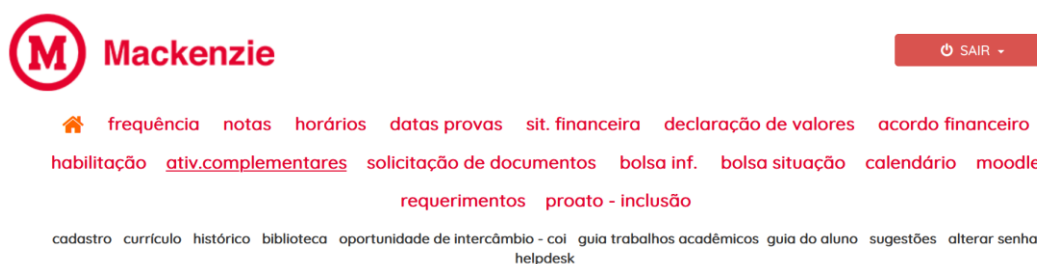 M Mackenzie
SAIR
frequência notas horários datas provas sit. financeira declaração de valores acordo financeiro
habilitação ativ.complementares solicitação de documentos bolsa inf. bolsa situação calendário moodle
requerimentos proato - inclusão
cadastro currículo histórico biblioteca oportunidade de intercâmbio - coi guia trabalhos acadêmicos guia do aluno sugestões alterar senha
helpdesk